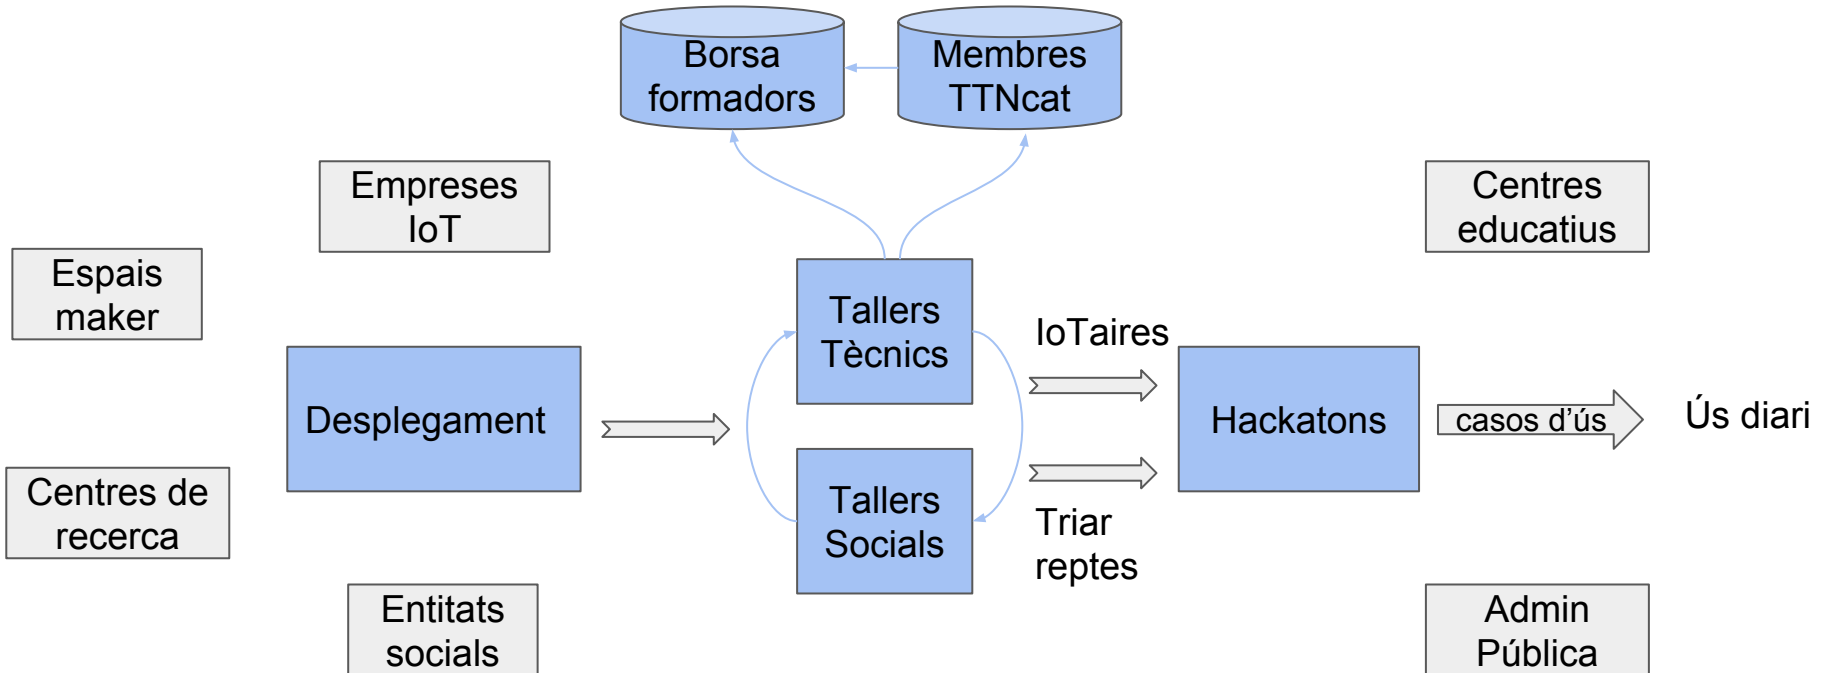 Borsa
formadors
Membres
TTNcat
Empreses
IoT
Centres
educatius
Espais
maker
Tallers
Tècnics
IoTaires
Desplegament
Hackatons
casos d'ús
Ús diari
Centres de
recerca
Tallers
Socials
Triar
reptes
Entitats
socials
Admin
Pública